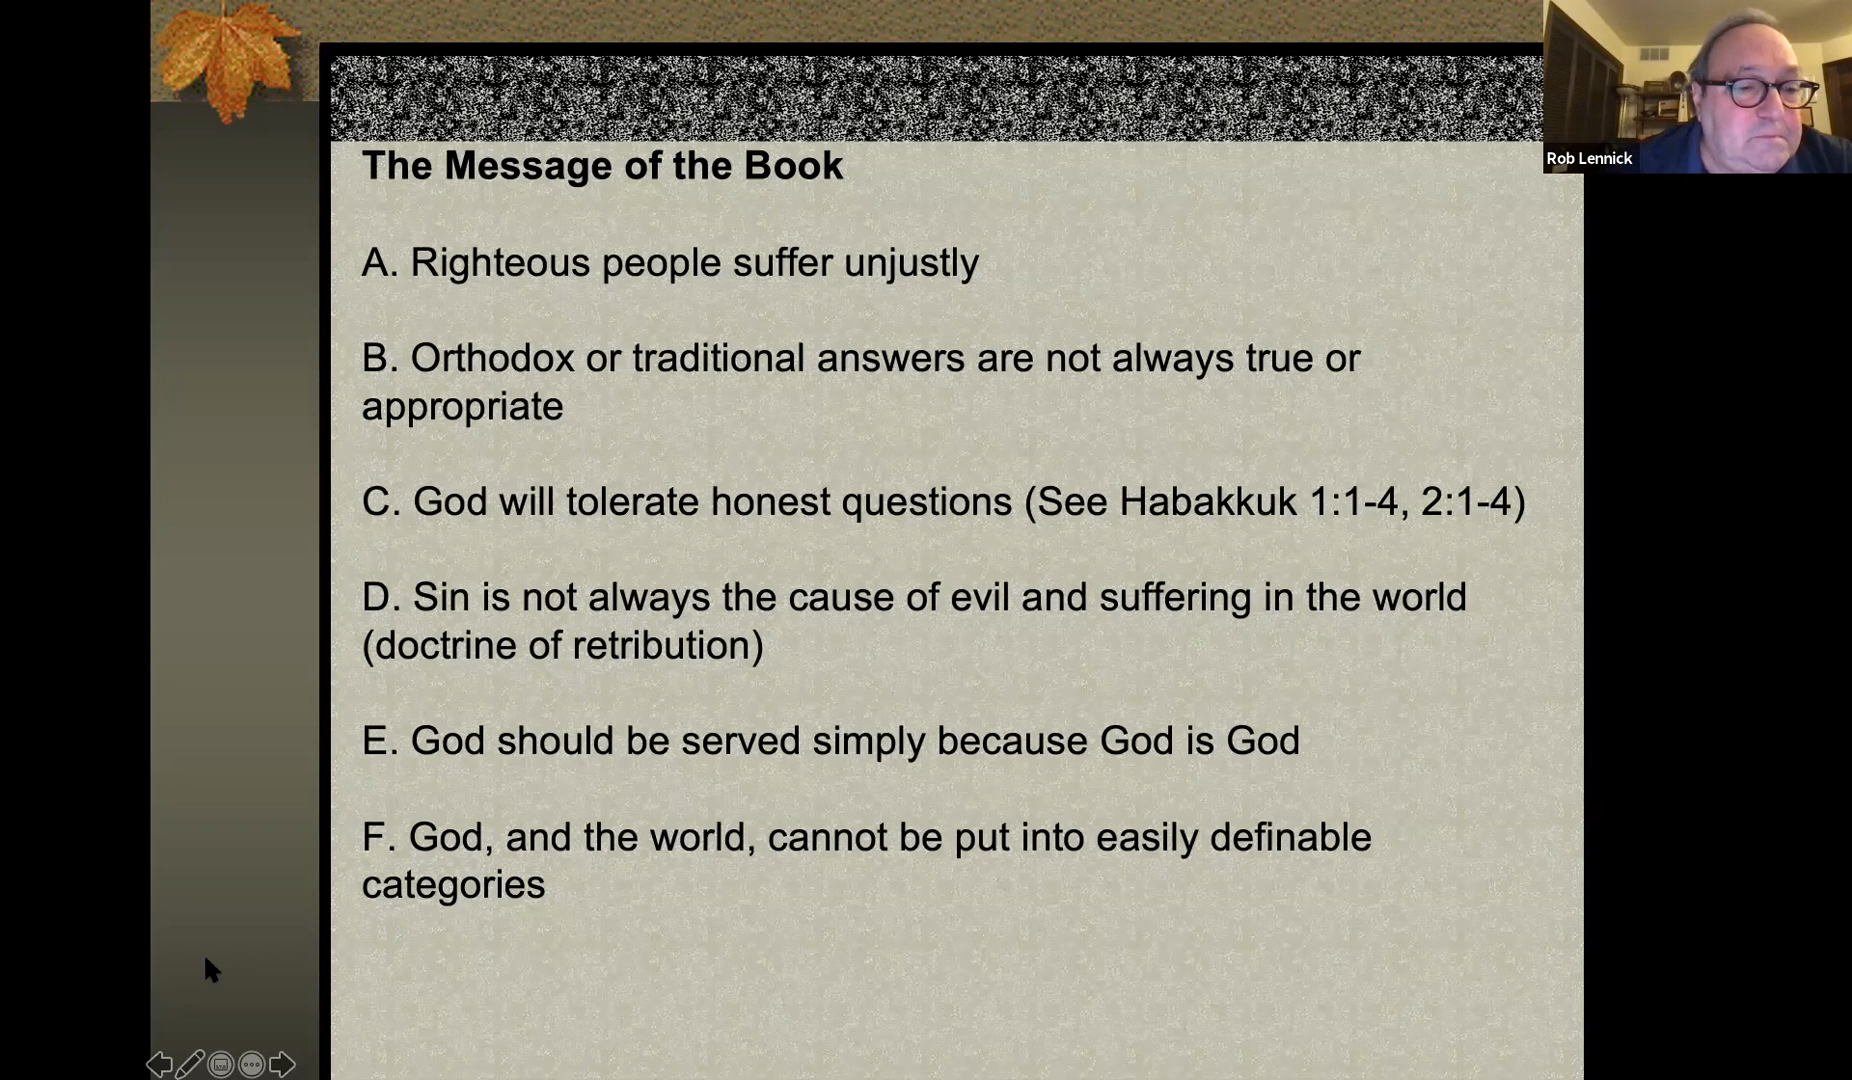 The Message of the Book
A. Righteous people suffer unjustly
B. Orthodox or traditional answers are not always true or
appropriate
C. God will tolerate honest questions (See Habakkuk 1:1-4, 2:1-4)
D. Sin is not always the cause of evil and suffering in the world
(doctrine of retribution)
E. God should be served simply because God is God
F. God, and the world, cannot be put into easily definable
categories
Rob Lennick